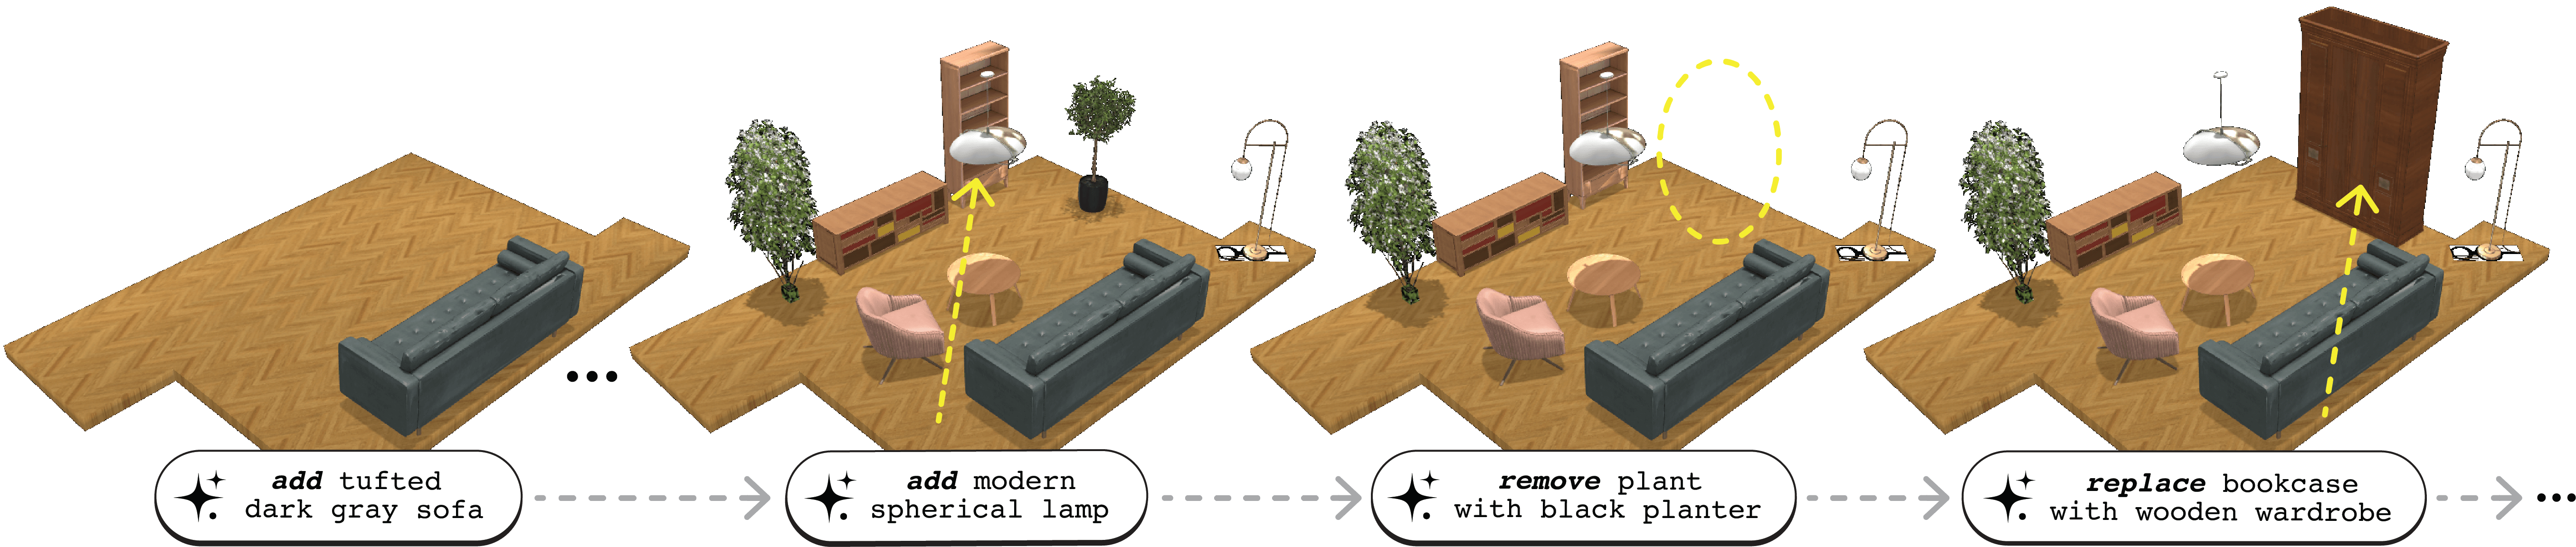 add tufted
dark gray sofa
add modern
spherical lamp
remove plant
with black planter
replace bookcase
with wooden wardrobe